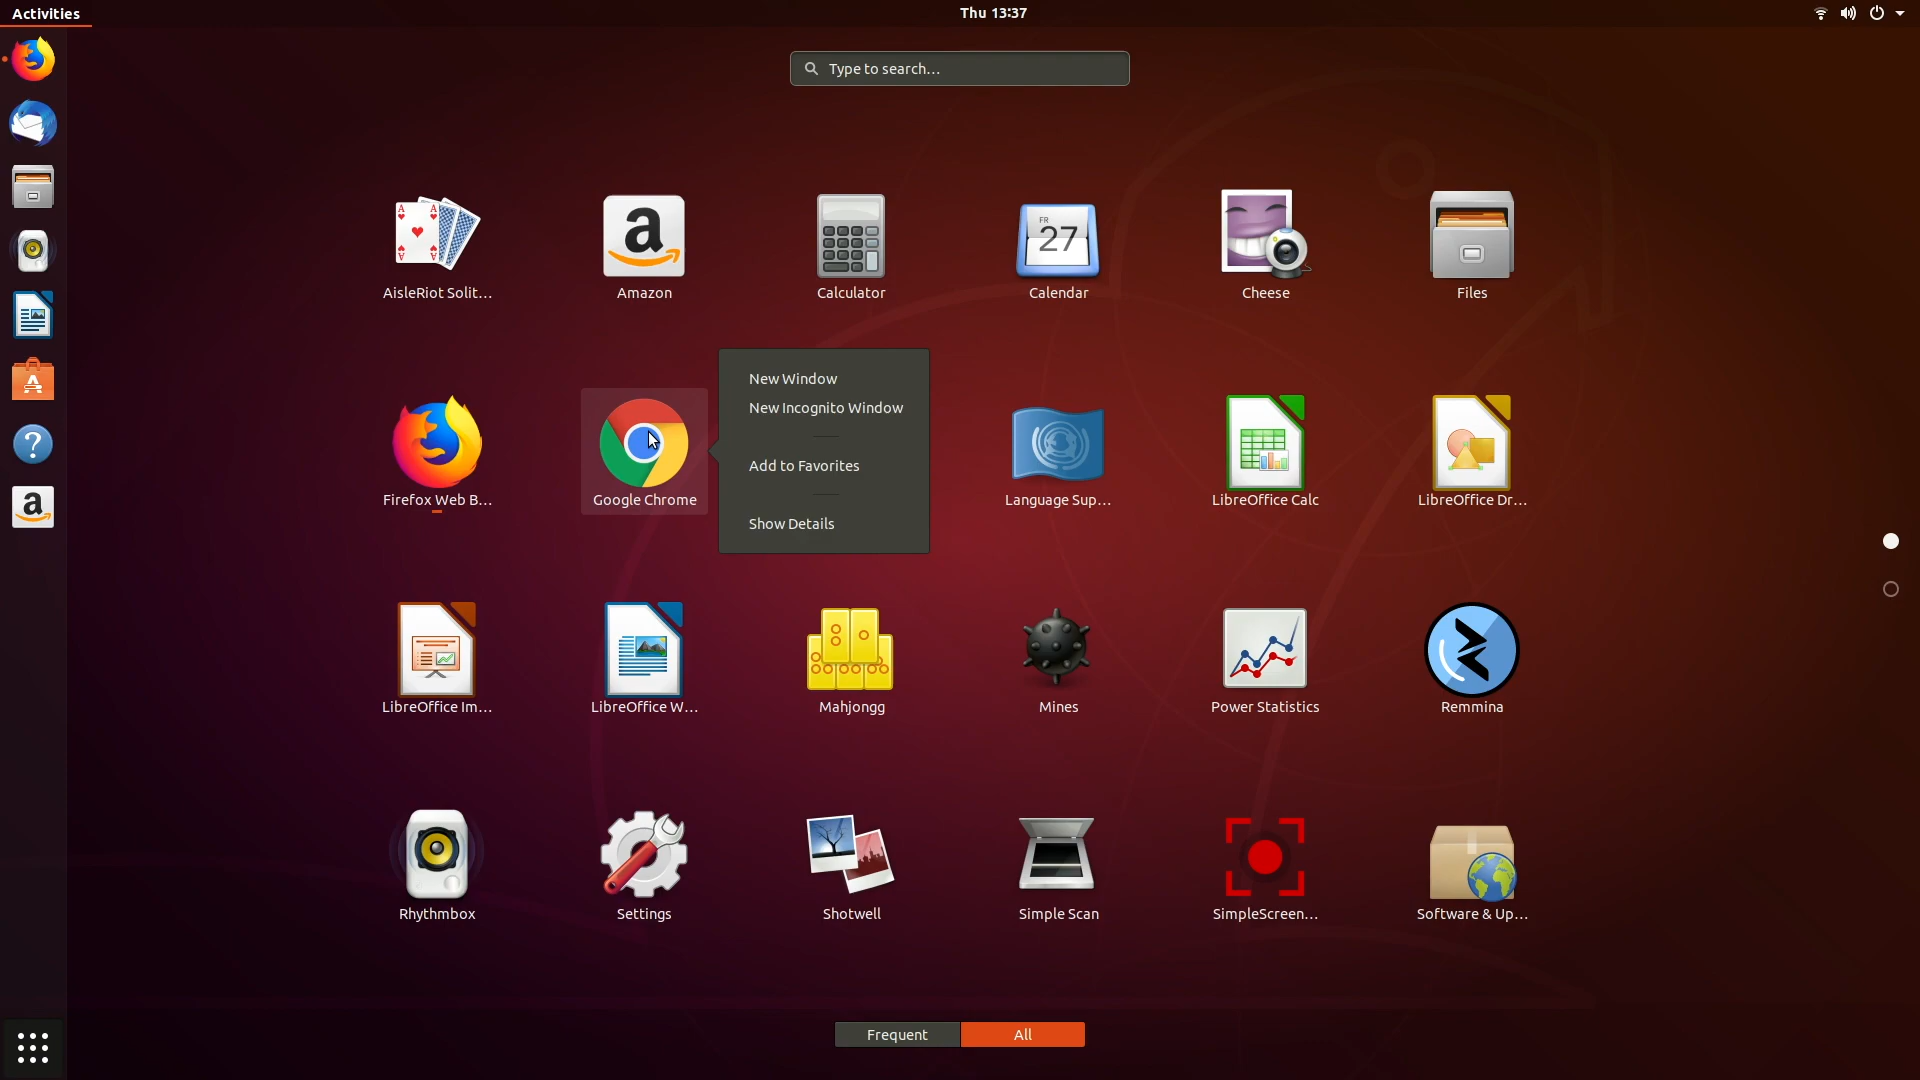 Activities
Thu 13:37
Type to search…
AisleRiot Solit…
Amazon
Calculator
FR
27
Calendar
Cheese
Files
New Window
New Incognito Window
Add to Favorites
Show Details
Firefox Web B…
Google Chrome
Language Sup…
LibreOffice Calc
LibreOffice Dr…
LibreOffice Im…
LibreOffice W…
Mahjongg
Mines
Power Statistics
Remmina
Rhythmbox
Settings
Shotwell
Simple Scan
SimpleScreen…
Software & Up…
Frequent
All